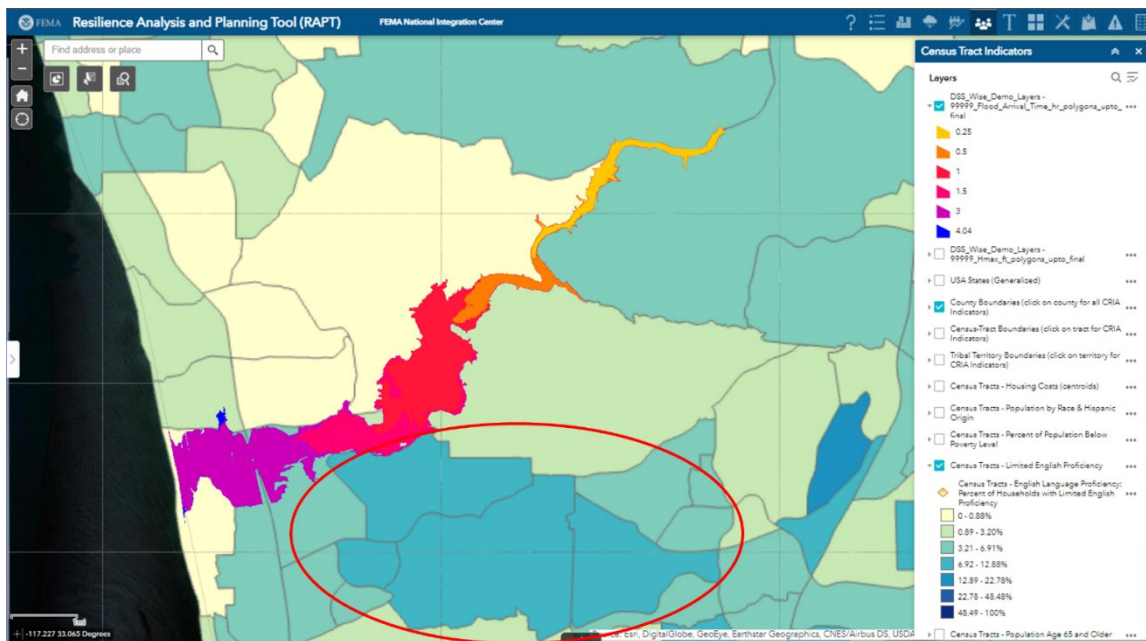 FEMA Resilience Analysis and Planning Tool (RAPT) FEMA National Integration Center
Find address or place
Census Tract Indicators
Layers
DSS_Wise_Demo_Layers -
99999_Flood_Arrival_Time_hr_polygons_upto_
final
0.25
0.5
1
1.5
3
4.04
DSS_Wise_Demo_Layers -
99999_Hmax_ft_polygons_upto_final
USA States (Generalized)
County Boundaries (click on county for all CRIA
Indicators)
Census-Tract Boundaries (click on tract for CRIA
Indicators)
Tribal Territory Boundaries (click on territory for
CRIA Indicators)
Census Tracts - Housing Costs (centroids)
Census Tracts - Population by Race & Hispanic
Origin
Census Tracts - Percent of Population Below
Poverty Level
Census Tracts - Limited English Proficiency
Census Tracts - English Language Proficiency:
Percent of Households with Limited English
Proficiency
0 - 0.88%
0.89 - 3.20%
3.21 - 6.91%
6.92 - 12.88%
12.89 - 22.78%
22.78 - 48.48%
48.49 - 100%
Census Tracts - Population Age 65 and Older
-117.227 33.065 Degrees
Source: Esri, DigitalGlobe, GeoEye, Earthstar Geographics, CNES/Airbus DS, USDA